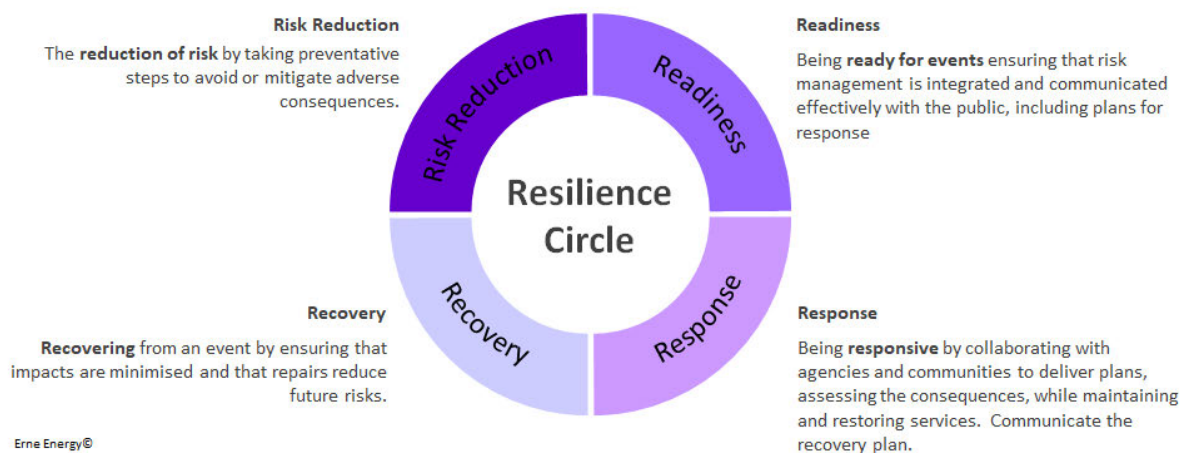 Risk Reduction
The reduction of risk by taking preventative
steps to avoid or mitigate adverse
consequences.
Readiness
Being ready for events ensuring that risk
management is integrated and communicated
effectively with the public, including plans for
response
Risk Reduction
Readiness
Resilience
Circle
Recovery
Response
Recovery
Recovering from an event by ensuring that
impacts are minimised and that repairs reduce
future risks.
Response
Being responsive by collaborating with
agencies and communities to deliver plans,
assessing the consequences, while maintaining
and restoring services.  Communicate the
recovery plan.
Erne Energy©